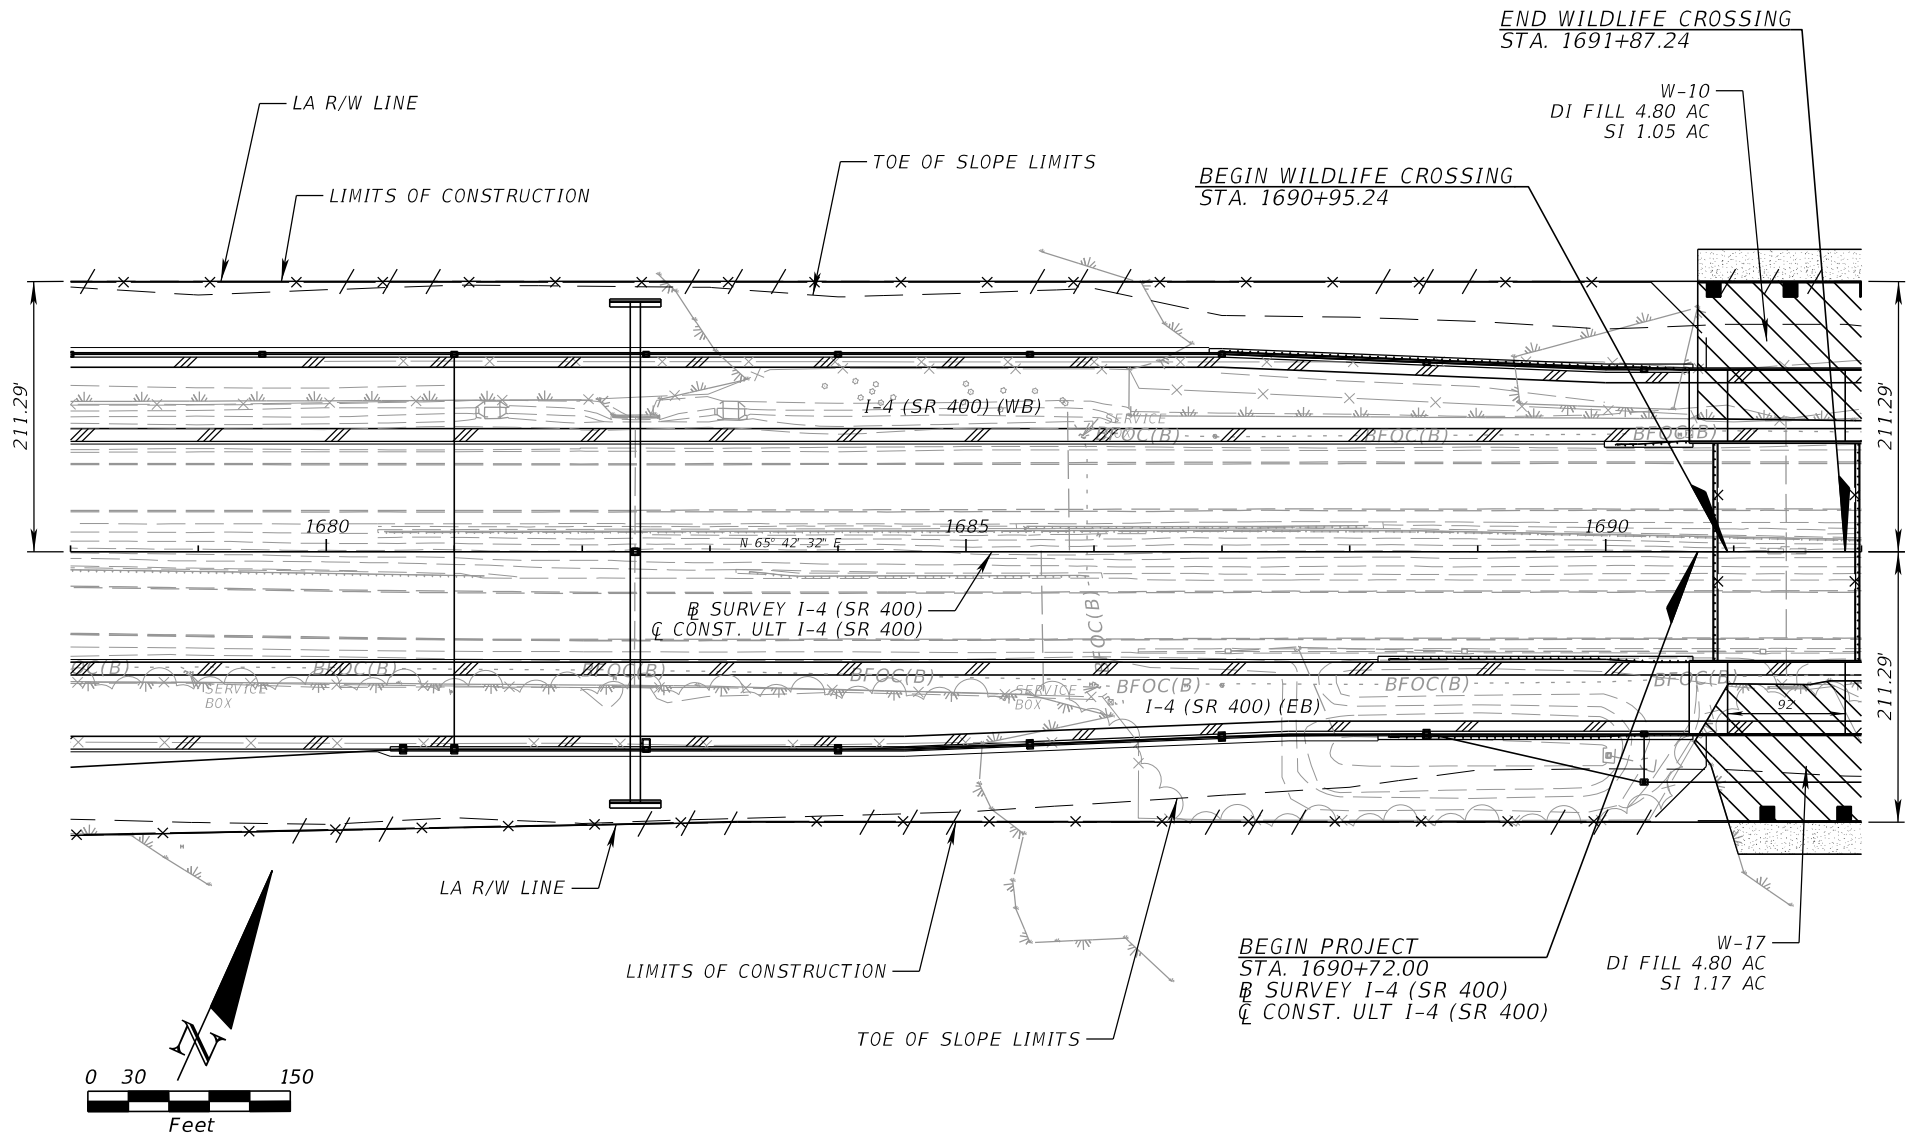 END WILDLIFE CROSSING
STA. 1691+87.24
W-10
DI FILL 4.80 AC
SI 1.05 AC
LA R/W LINE
TOE OF SLOPE LIMITS
BEGIN WILDLIFE CROSSING
STA. 1690+95.24
LIMITS OF CONSTRUCTION
211.29'
211.29'
I-4 (SR 400) (WB)
SERVICE
BOX
BFOC(B)
BFOC(B)
BFOC(B)
1680
1685
1690
N 65° 42' 32" E
℄ SURVEY I-4 (SR 400)
℄ CONST. ULT I-4 (SR 400)
BFOC(B)
OC(B)
BFOC(B)
BFOC(B)
BFOC(B)
BFOC(B)
BFOC(B)
BFOC(B)
SERVICE
BOX
SERVICE
BOX
I-4 (SR 400) (EB)
92'
211.29'
LA R/W LINE
LIMITS OF CONSTRUCTION
TOE OF SLOPE LIMITS
BEGIN PROJECT
STA. 1690+72.00
℄ SURVEY I-4 (SR 400)
℄ CONST. ULT I-4 (SR 400)
W-17
DI FILL 4.80 AC
SI 1.17 AC
N
0 30 150
Feet